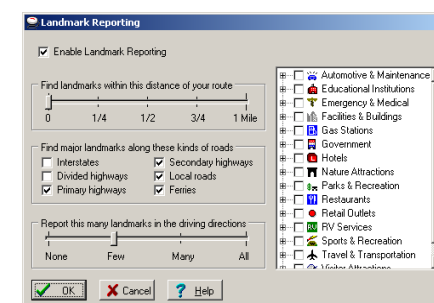 Landmark Reporting
Enable Landmark Reporting
Find landmarks within this distance of your route
0 1/4 1/2 3/4 1 Mile
Find major landmarks along these kinds of roads
Interstates Secondary highways
Divided highways Local roads
Primary highways Ferries
Report this many landmarks in the driving directions
None Few Many All
OK Cancel ? Help
Automotive & Maintenance
Educational Institutions
Emergency & Medical
Facilities & Buildings
Gas Stations
Government
Hotels
Nature Attractions
Parks & Recreation
Restaurants
Retail Outlets
RV RV Services
Sports & Recreation
Travel & Transportation
Visitor Attractions